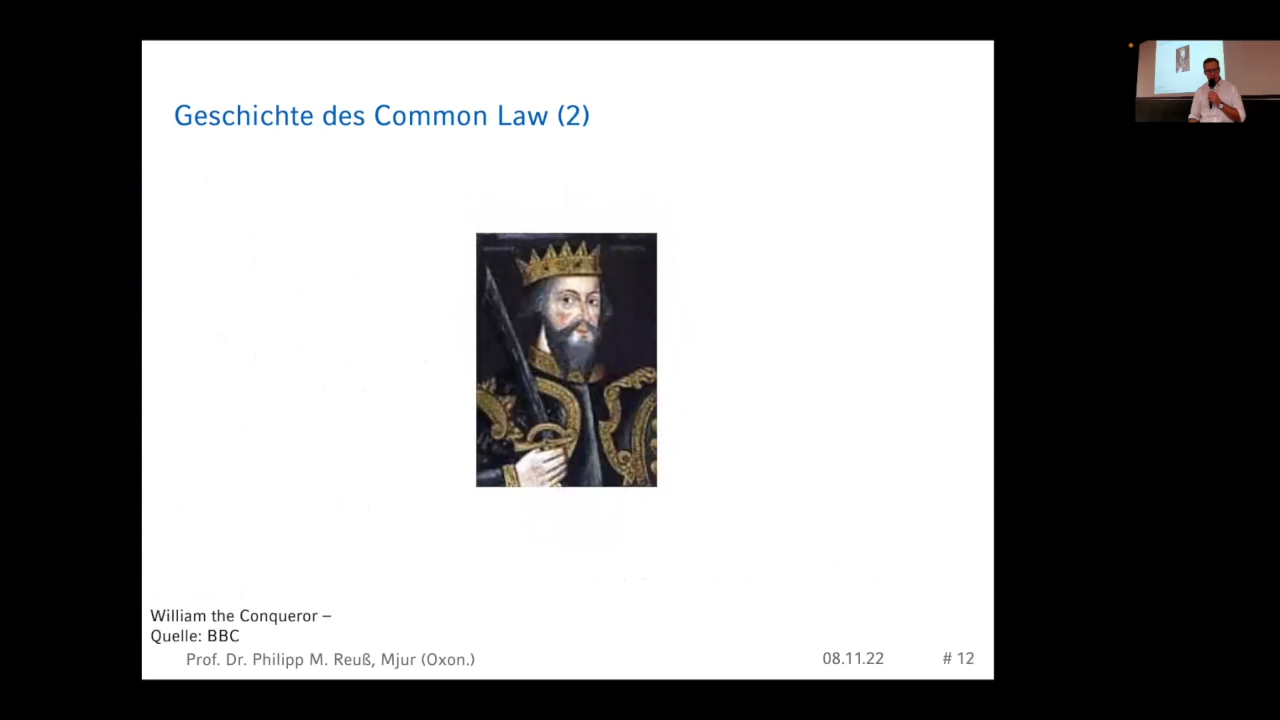 Geschichte des Common Law (2)
William the Conqueror –
Quelle: BBC
Prof. Dr. Philipp M. Reuß, Mjur (Oxon.)
08.11.22
# 12